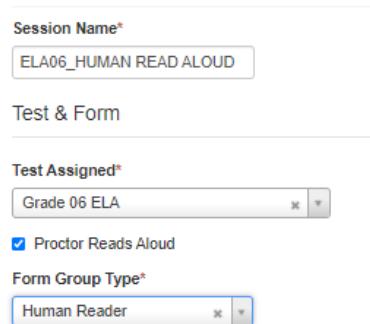 Session Name*
ELA06_HUMAN READ ALOUD
Test & Form
Test Assigned*
Grade 06 ELA
Proctor Reads Aloud
Form Group Type*
Human Reader